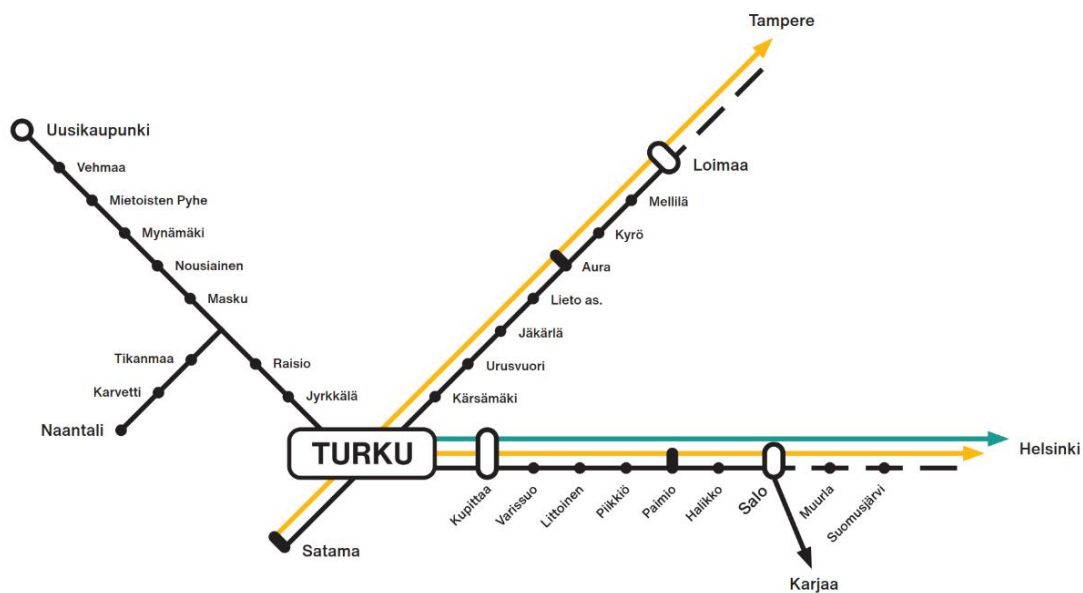 Tampere
Uusikaupunki
Vehmaa
Mietoisten Pyhe
Mynämäki
Nousiainen
Masku
Tikanmaa
Karvetti
Naantali
Raisio
Jyrkkälä
Loimaa
Mellilä
Kyrö
Aura
Lieto as.
Jäkärlä
Urusvuori
Kärsämäki
TURKU
Satama
Kupittaa
Varissuo
Littoinen
Piikkiö
Paimio
Halikko
Salo
Muurla
Suomusjärvi
Helsinki
Karjaa